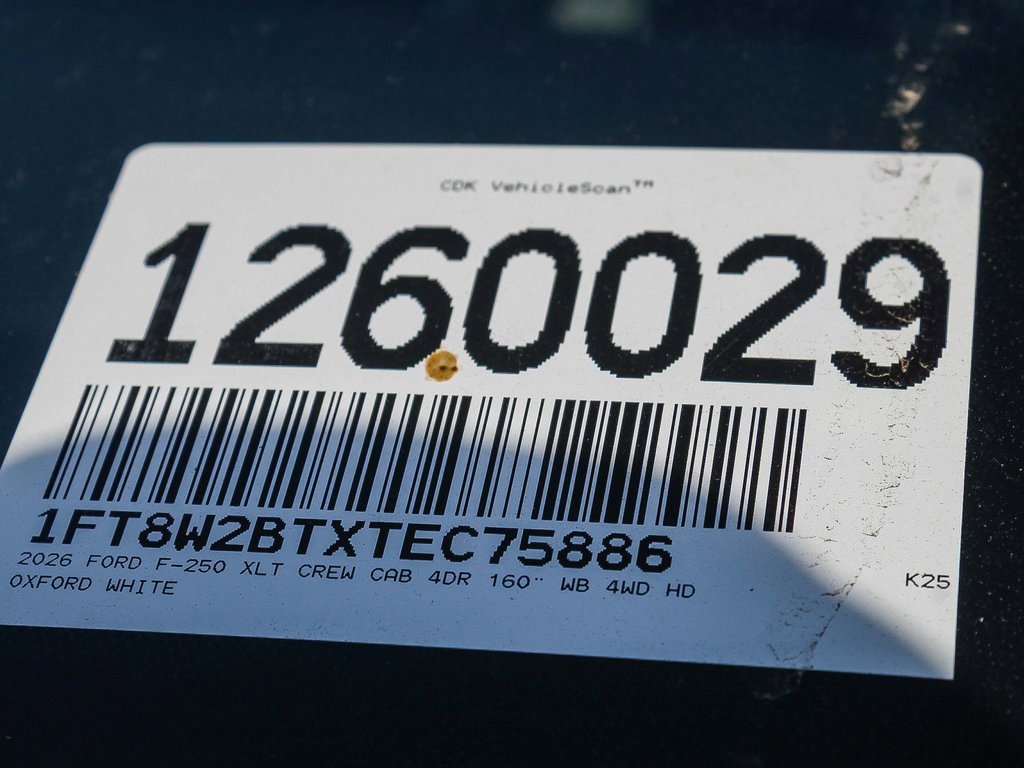 CDK VehicleScan™
1260029
1FT8W2BTXTEC75886
2026 FORD F-250 XLT CREW CAB 4DR 160" WB 4WD HD
OXFORD WHITE
K25